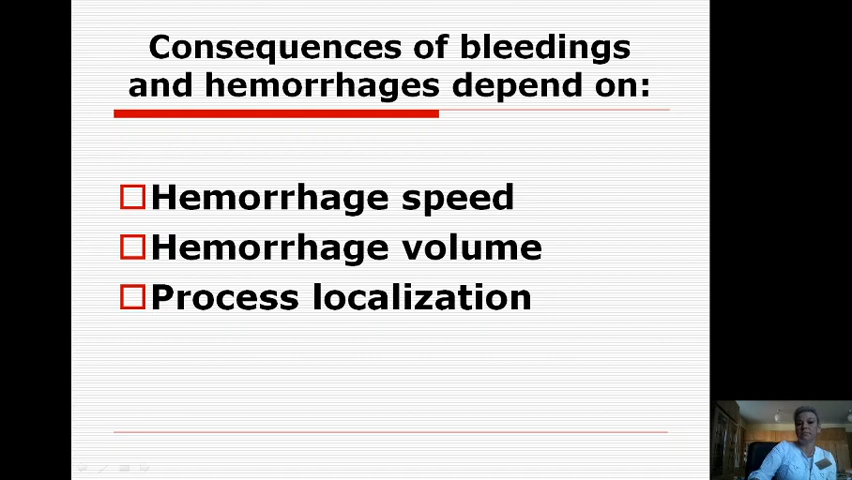 Consequences of bleedings
and hemorrhages depend on:
Hemorrhage speed
Hemorrhage volume
Process localization